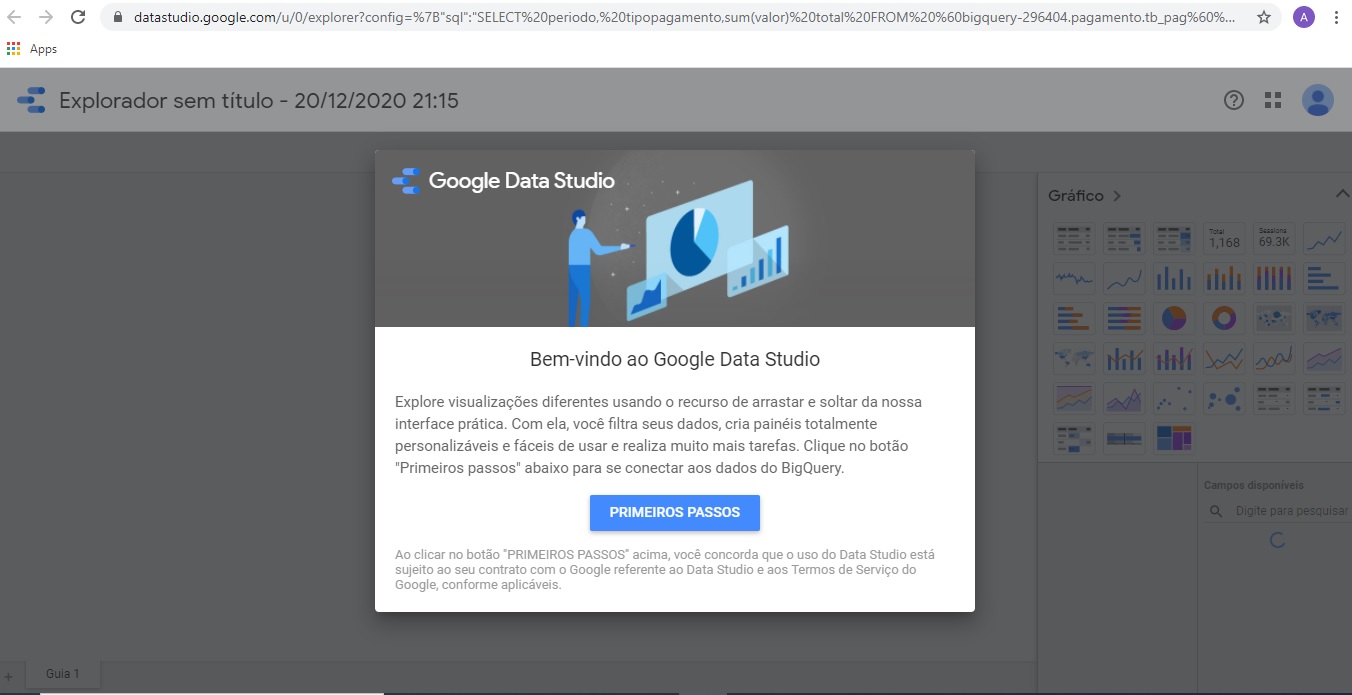 datastudio.google.com/u/0/explorer?config=%7B"sql":"SELECT%20periodo,%20tipopagamento,sum(valor)%20total%20FROM%20%60bigquery-296404.pagamento.tb_pag%60%...
A
Apps
Explorador sem título - 20/12/2020 21:15
Google Data Studio
Bem-vindo ao Google Data Studio
Explore visualizações diferentes usando o recurso de arrastar e soltar da nossa
interface prática. Com ela, você filtra seus dados, cria painéis totalmente
personalizáveis e fáceis de usar e realiza muito mais tarefas. Clique no botão
"Primeiros passos" abaixo para se conectar aos dados do BigQuery.
PRIMEIROS PASSOS
Ao clicar no botão "PRIMEIROS PASSOS" acima, você concorda que o uso do Data Studio está
sujeito ao seu contrato com o Google referente ao Data Studio e aos Termos de Serviço do
Google, conforme aplicáveis.
Gráfico
Total
1,168
Sessions
69.3K
Campos disponíveis
Digite para pesquisar
Guia 1